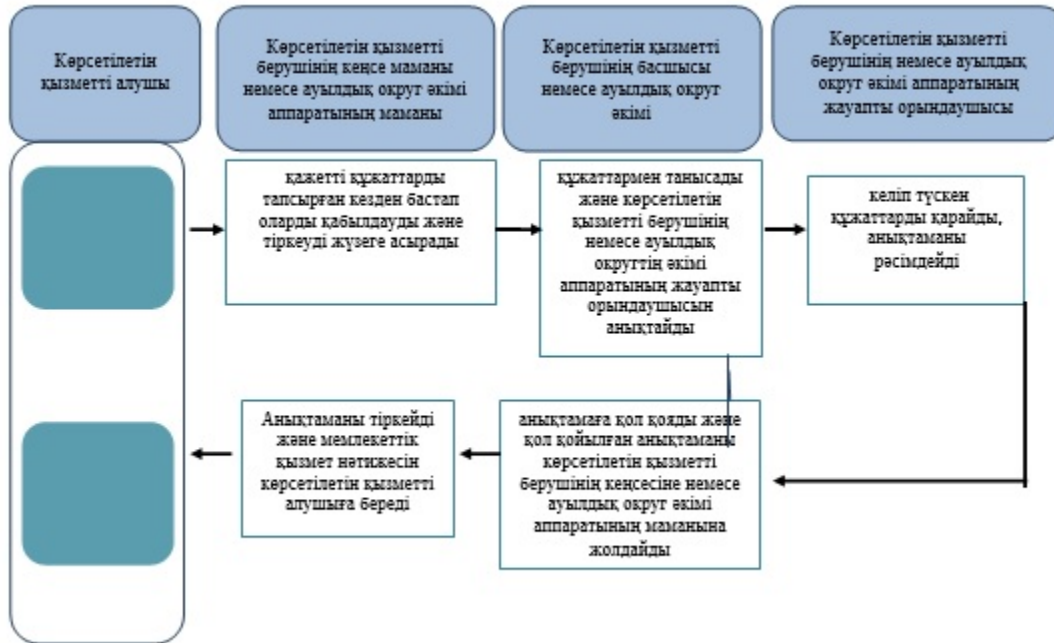 Көрсетілетін
қызметті алушы
Көрсетілетін қызметті
берушінің кеңсе маманы
немесе ауылдық округ әкімі
аппаратының маманы
Көрсетілетін қызметті
берушінің басшысы
немесе ауылдық округ
әкімі
Көрсетілетін қызметті
берушінің немесе ауылдық
округ әкімі аппаратының
жауапты орындаушысы
қажетті құжаттарды
тапсырған кезден бастап
оларды қабылдауды және
тіркеуді жүзеге асырады
құжаттармен танысады
және көрсетілетін
қызметті берушінің
немесе ауылдық
округтің әкімі
аппаратының жауапты
орындаушысын
анықтайды
келіп түскен
құжаттарды қарайды,
анықтаманы
рәсімдейді
Анықтаманы тіркейді
және мемлекеттік
қызмет нәтижесін
көрсетілетін қызметті
алушыға береді
анықтамаға қол қояды және
қол қойылған анықтаманы
көрсетілетін қызметті
берушінің кеңсесіне немесе
ауылдық округ әкімі
аппаратының маманына
жолдайды